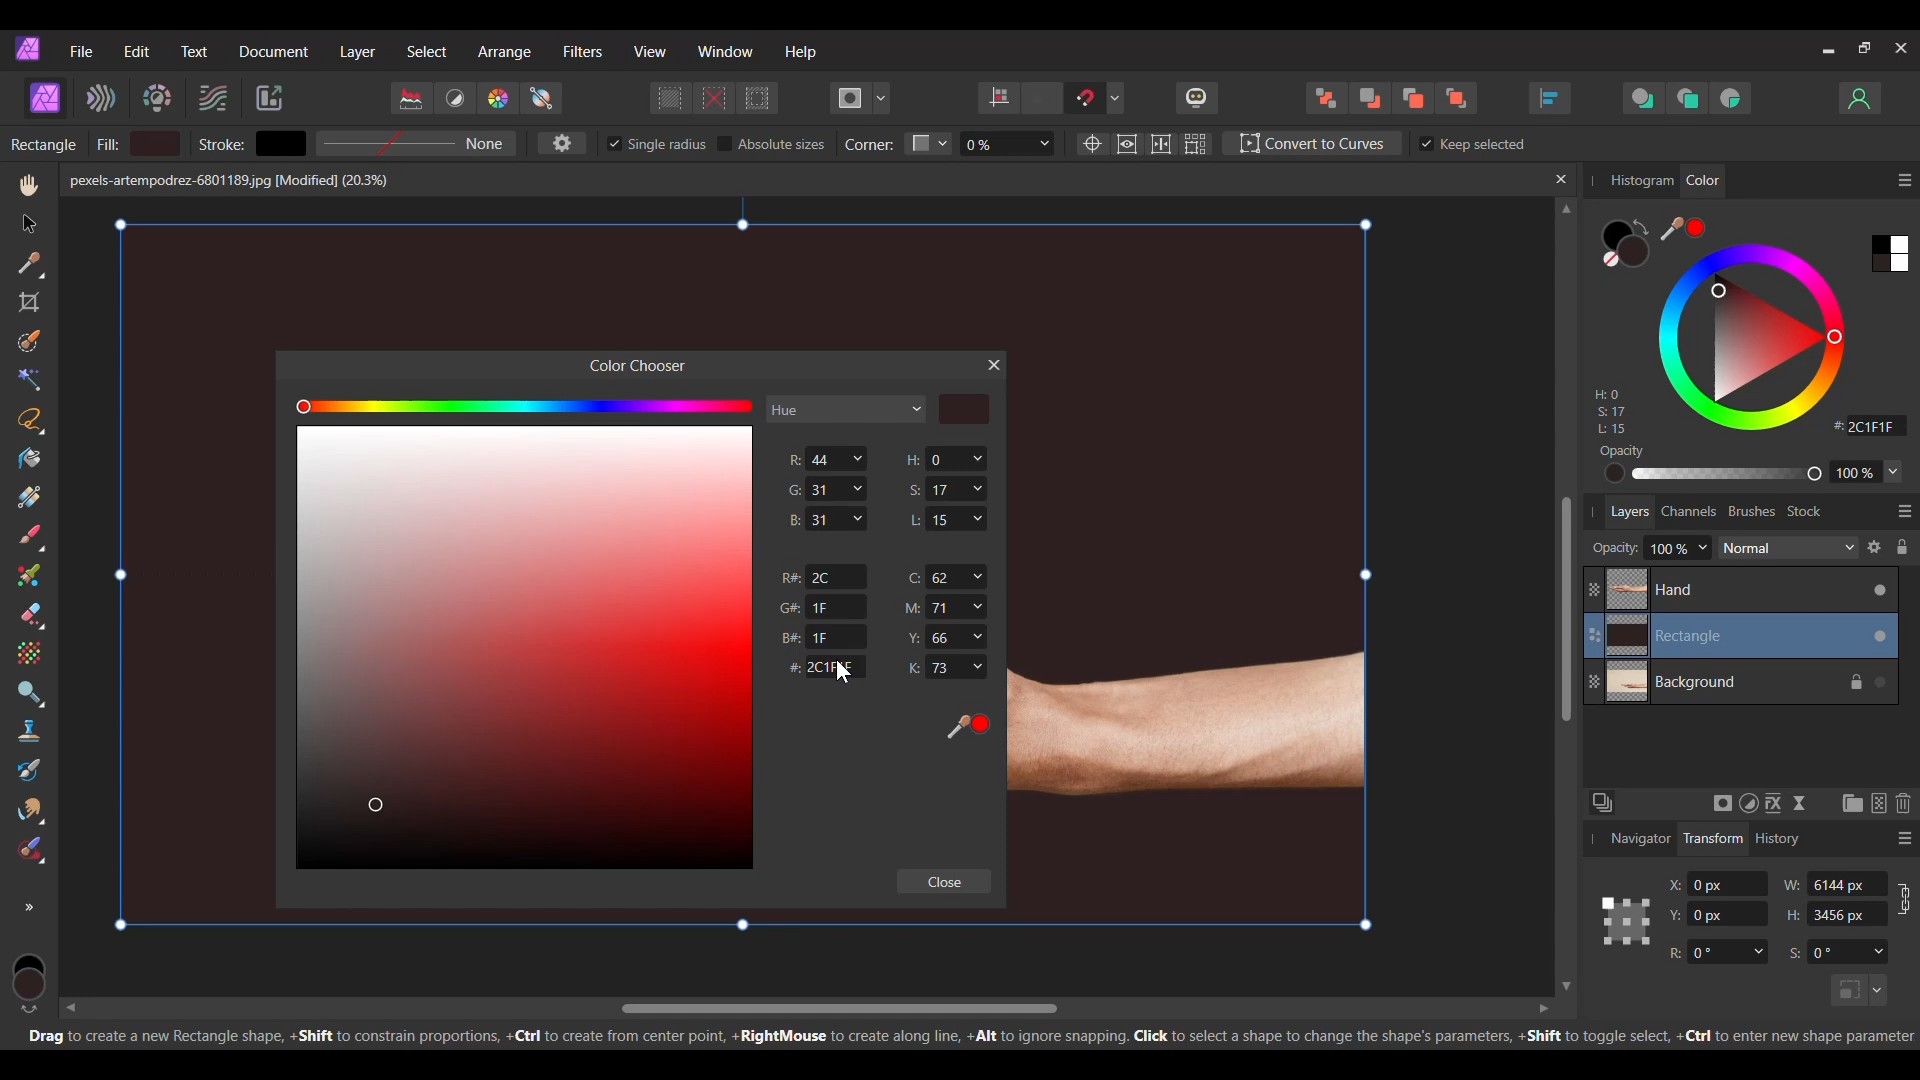 File Edit Text Document Layer Select Arrange Filters View Window Help
Rectangle Fill: Stroke: None Single radius Absolute sizes Corner: 0 % Convert to Curves Keep selected
pexels-artempodrez-6801189.jpg [Modified] (20.3%)
Histogram Color
H: 0
S: 17
L: 15
#: 2C1F1F
Opacity
100 %
Color Chooser
Hue
R: 44 H: 0
G: 31 S: 17
B: 31 L: 15
R#: 2C C: 62
G#: 1F M: 71
B#: 1F Y: 66
#: 2C1F1F K: 73
Close
Layers Channels Brushes Stock
Opacity: 100 % Normal
Hand
Rectangle
Background
Navigator Transform History
X: 0 px W: 6144 px
Y: 0 px H: 3456 px
R: 0 ° S: 0 °
Drag to create a new Rectangle shape, +Shift to constrain proportions, +Ctrl to create from center point, +RightMouse to create along line, +Alt to ignore snapping. Click to select a shape to change the shape's parameters, +Shift to toggle select, +Ctrl to enter new shape parameter